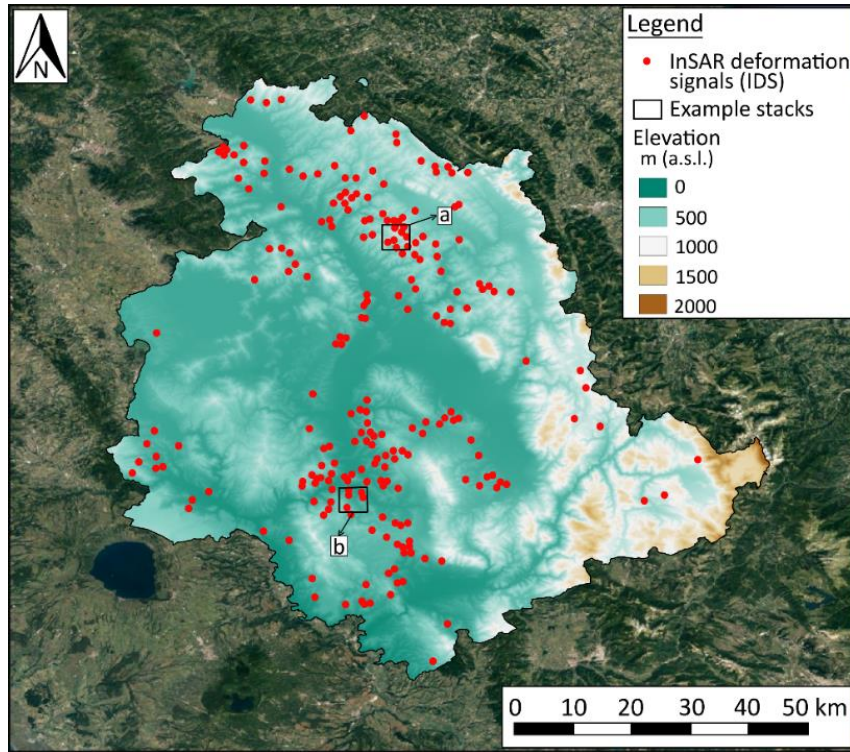 N
Legend
InSAR deformation
signals (IDS)
Example stacks
Elevation
m (a.s.l.)
0
500
1000
1500
2000
a
b
0 10 20 30 40 50 km